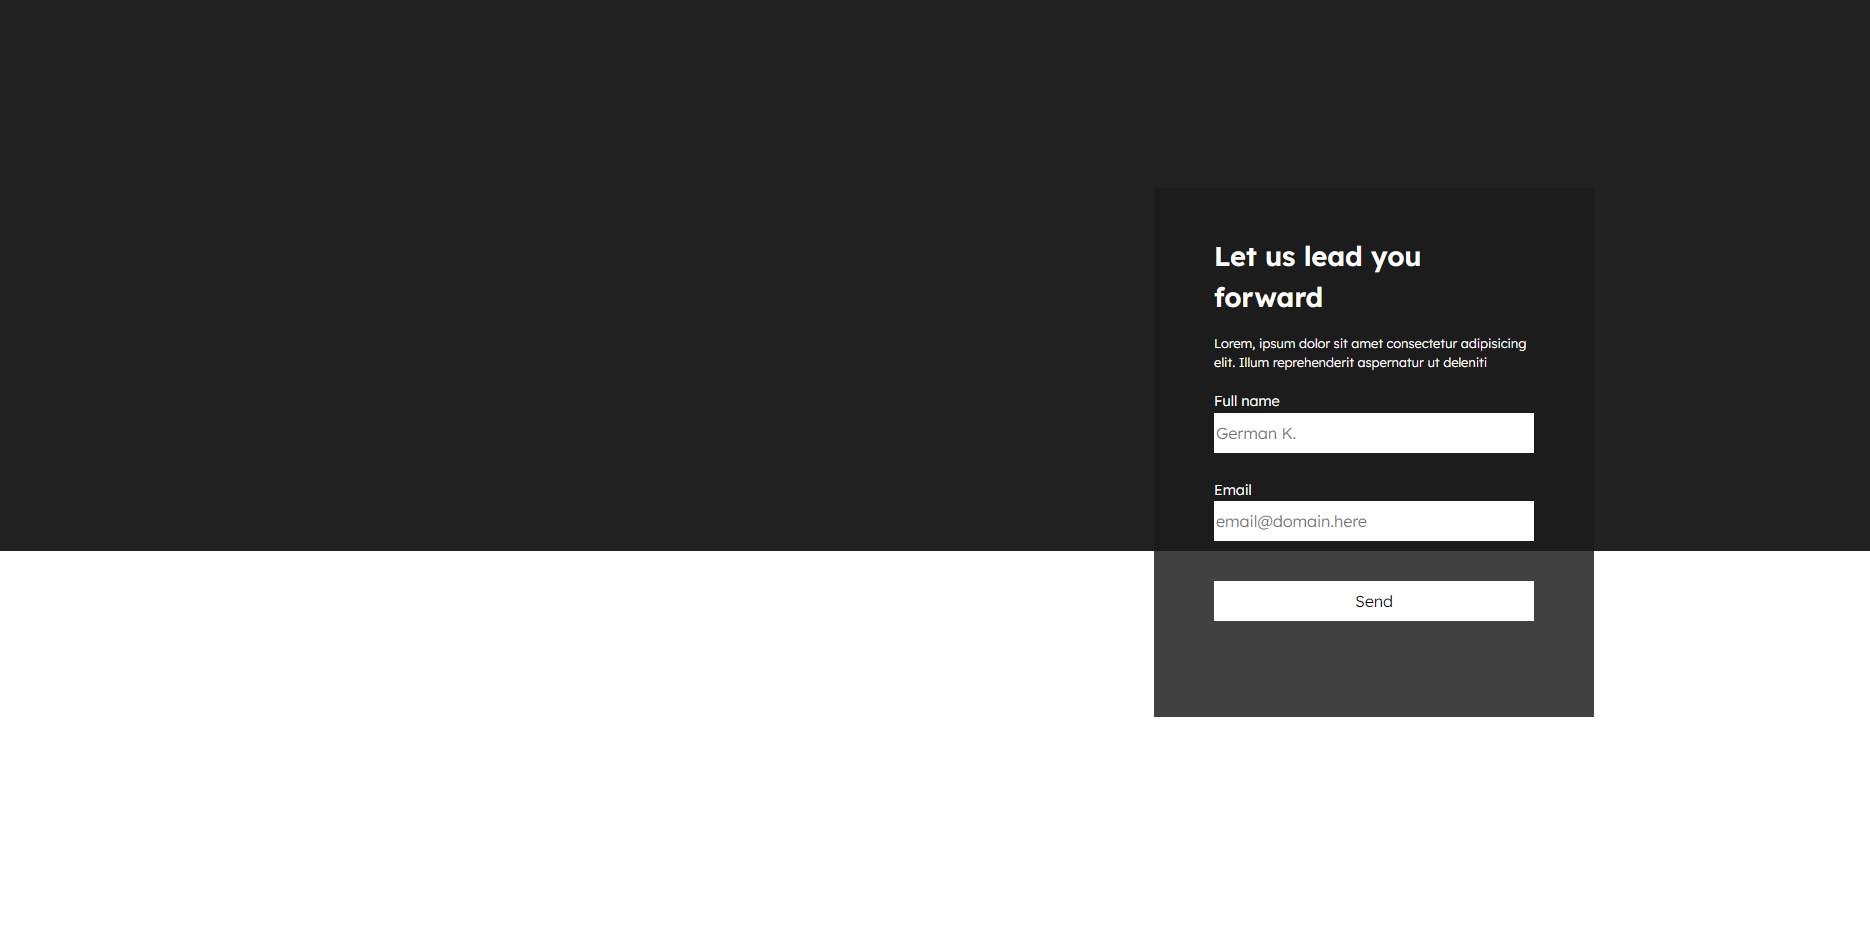 Let us lead you
forward
Lorem, ipsum dolor sit amet consectetur adipisicing
elit. Illum reprehenderit aspernatur ut deleniti
Full name
German K.
Email
email@domain.here
Send